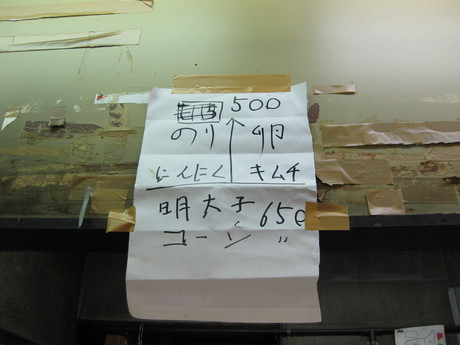 500
のり 卵
にんにく キムチ
明太子 650
コーン 〃